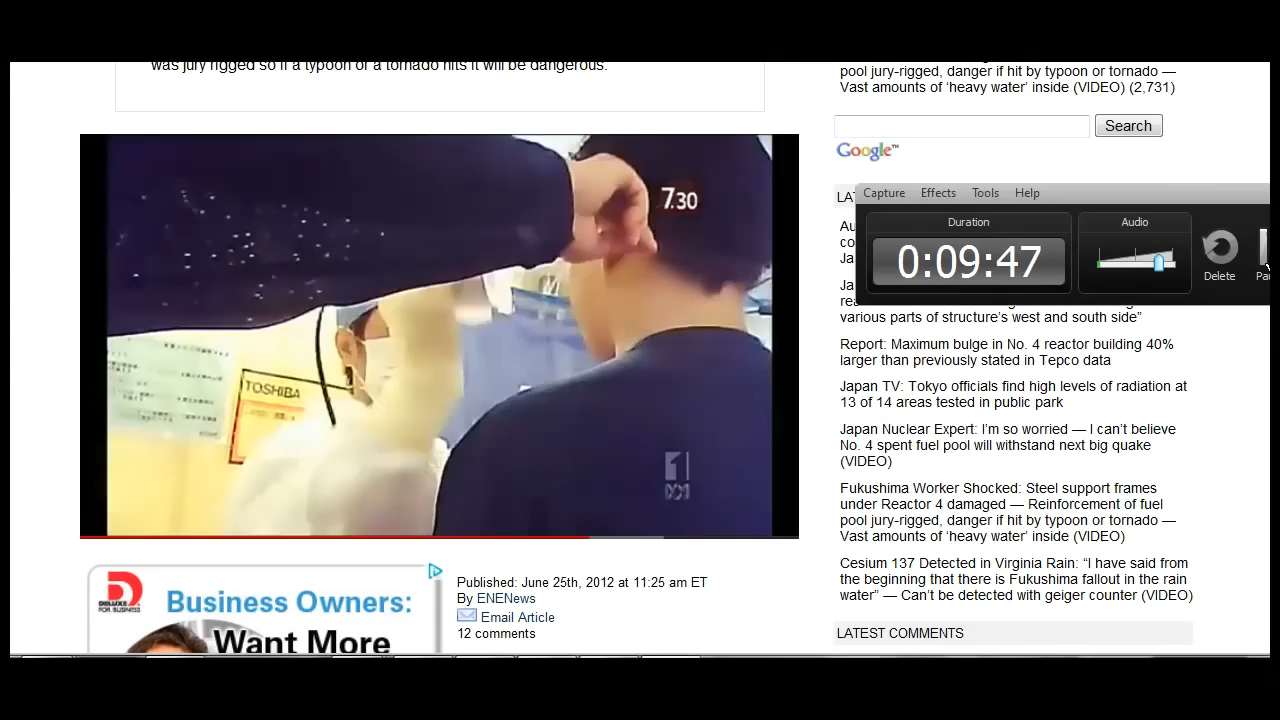 was jury rigged so if a typoon or a tornado hits it will be dangerous.
7.30
TOSHIBA
1
DELUXE
FOR BUSINESS
Business Owners:
Want More
Published: June 25th, 2012 at 11:25 am ET
By ENENews
Email Article
12 comments
pool jury-rigged, danger if hit by typoon or tornado —
Vast amounts of ‘heavy water’ inside (VIDEO) (2,731)
Search
Google™
Capture
Effects
Tools
Help
Duration
0:09:47
Audio
Delete
various parts of structure’s west and south side”
Report: Maximum bulge in No. 4 reactor building 40%
larger than previously stated in Tepco data
Japan TV: Tokyo officials find high levels of radiation at
13 of 14 areas tested in public park
Japan Nuclear Expert: I’m so worried — I can’t believe
No. 4 spent fuel pool will withstand next big quake
(VIDEO)
Fukushima Worker Shocked: Steel support frames
under Reactor 4 damaged — Reinforcement of fuel
pool jury-rigged, danger if hit by typoon or tornado —
Vast amounts of ‘heavy water’ inside (VIDEO)
Cesium 137 Detected in Virginia Rain: “I have said from
the beginning that there is Fukushima fallout in the rain
water” — Can’t be detected with geiger counter (VIDEO)
LATEST COMMENTS